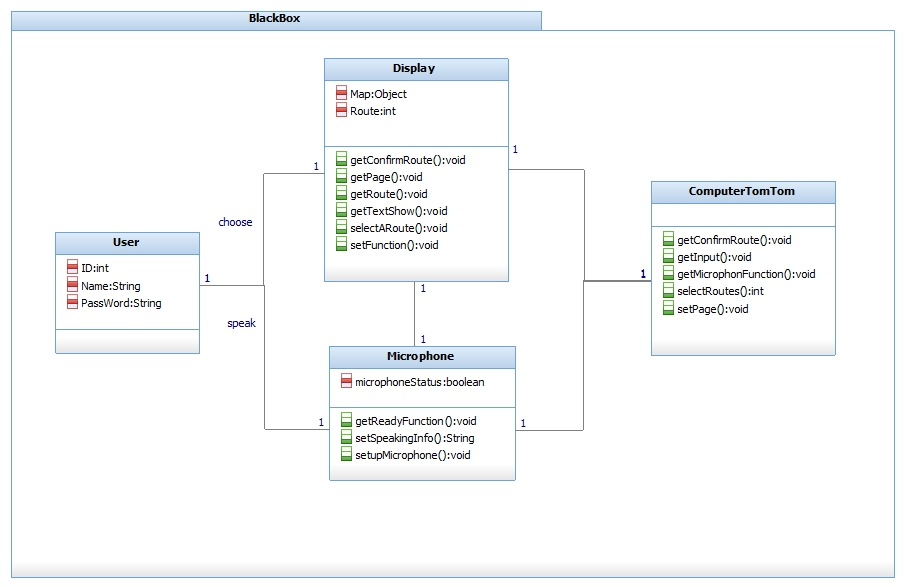 BlackBox
Display
Map:Object
Route:int
getConfirmRoute():void
getPage():void
getRoute():void
getTextShow():void
selectARoute():void
setFunction():void
1
1
choose
User
ID:int
Name:String
PassWord:String
1
speak
ComputerTomTom
getConfirmRoute():void
getInput():void
getMicrophonFunction():void
selectRoutes():int
setPage():void
1
1
1
Microphone
microphoneStatus:boolean
getReadyFunction():void
setSpeakingInfo():String
setupMicrophone():void
1
1